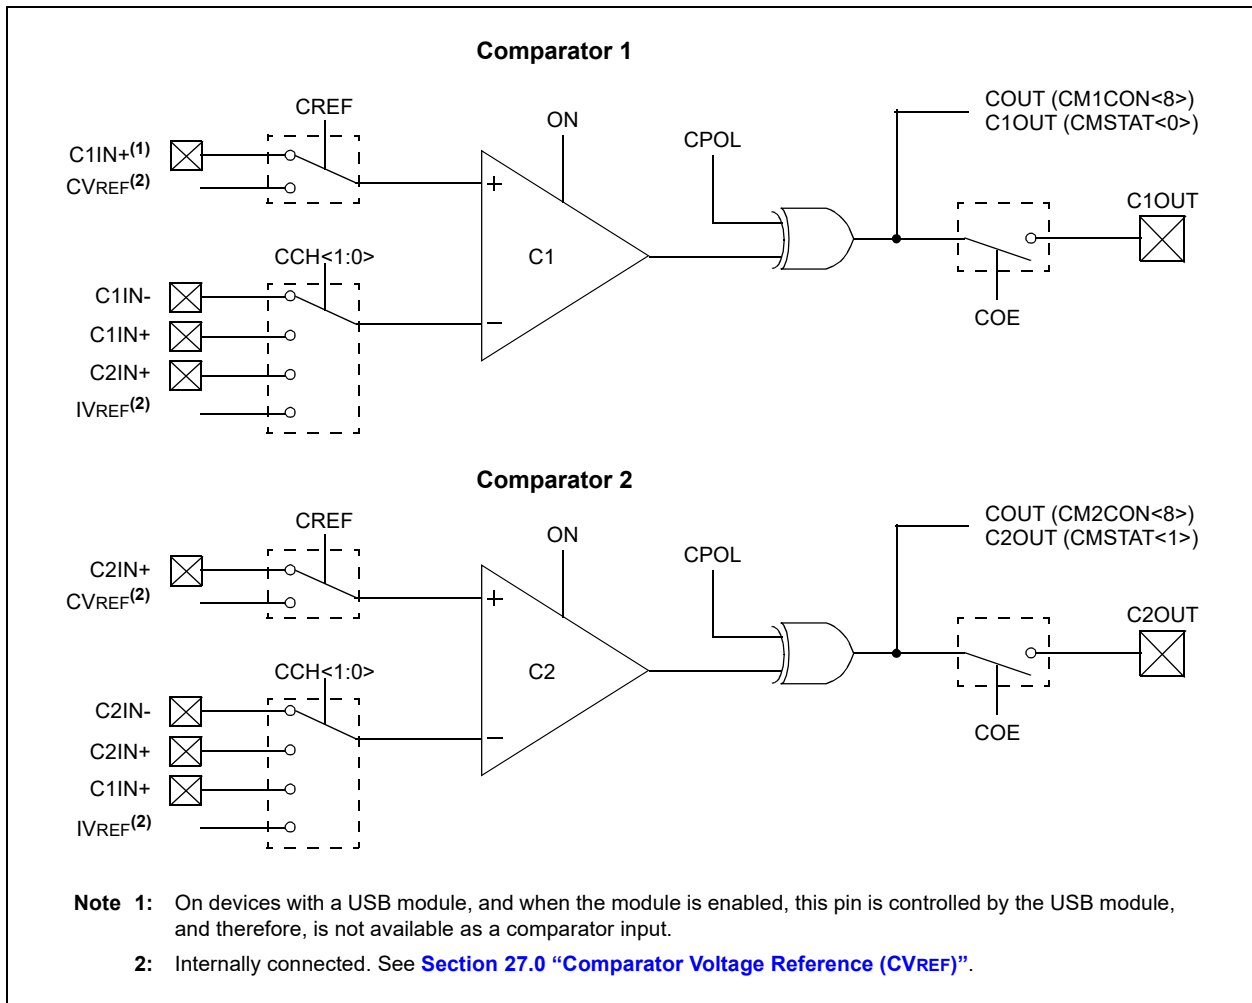 Comparator 1
CREF
ON
CPOL
COUT (CM1CON<8>)
C1OUT (CMSTAT<0>)
C1IN+(1)
CVREF(2)
C1OUT
+
CCH<1:0>
C1
C1IN-
–
COE
C1IN+
C2IN+
IVREF(2)
Comparator 2
CREF
ON
CPOL
COUT (CM2CON<8>)
C2OUT (CMSTAT<1>)
C2IN+
CVREF(2)
C2OUT
+
CCH<1:0>
C2
C2IN-
–
COE
C2IN+
C1IN+
IVREF(2)
Note 1: On devices with a USB module, and when the module is enabled, this pin is controlled by the USB module,
and therefore, is not available as a comparator input.
2: Internally connected. See Section 27.0 “Comparator Voltage Reference (CVREF)”.